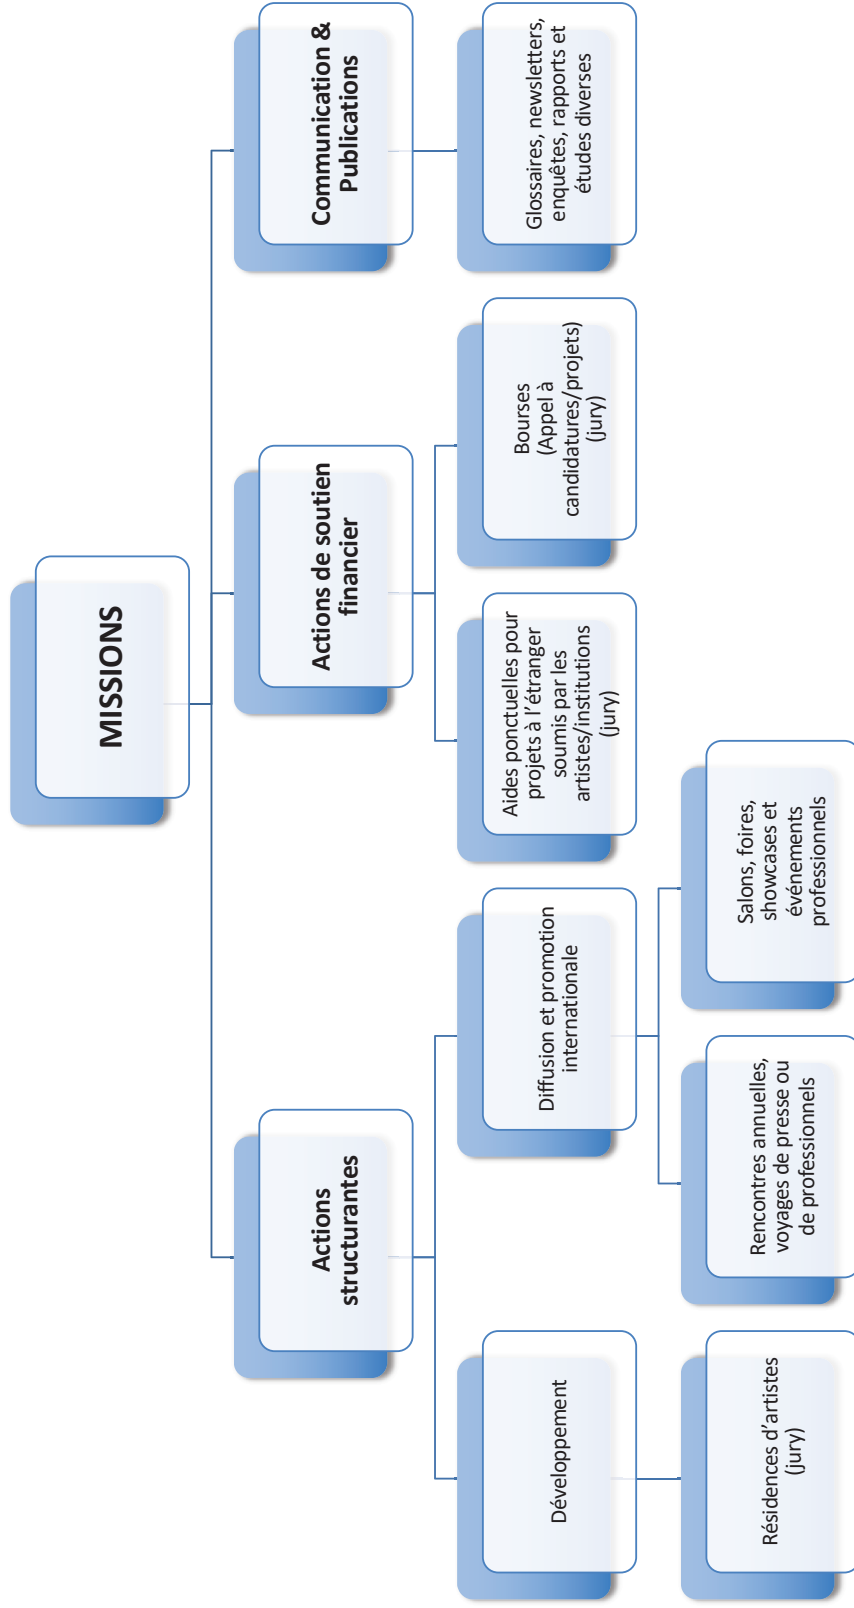 MISSIONS
Actions
structurantes
Actions de soutien
financier
Communication &
Publications
Développement
Diffusion et promotion
internationale
Aides ponctuelles pour
projets à l’étranger
soumis par les
artistes/institutions
(jury)
Bourses
(Appel à
candidatures/projets)
(jury)
Glossaires, newsletters,
enquêtes, rapports et
études diverses
Résidences d’artistes
(jury)
Rencontres annuelles,
voyages de presse ou
de professionnels
Salons, foires,
showcases et
événements
professionnels